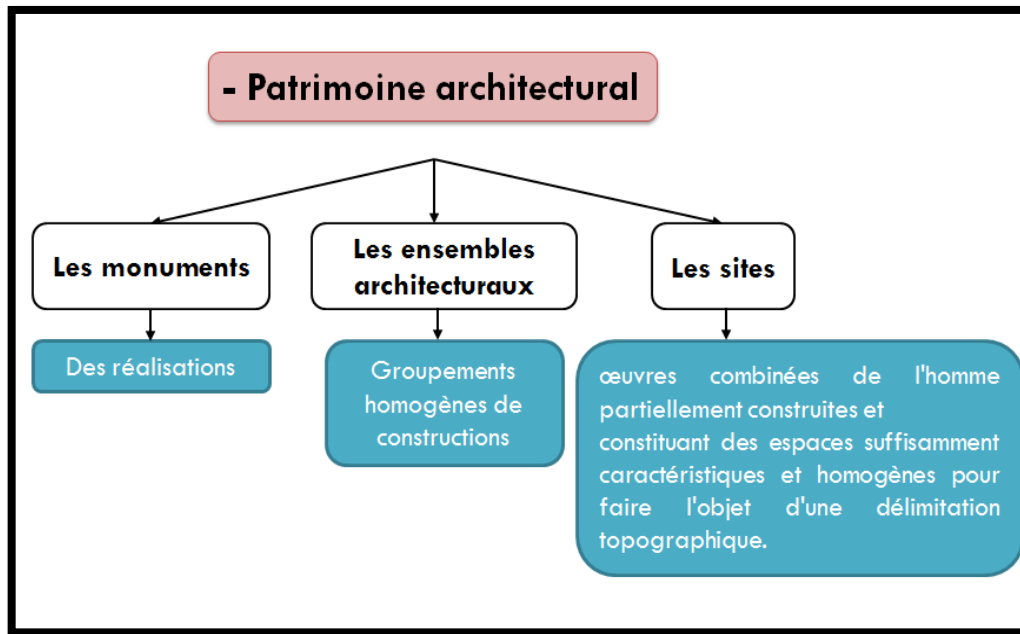 - Patrimoine architectural
Les monuments
Les ensembles
architecturaux
Les sites
Des réalisations
Groupements
homogènes de
constructions
œuvres combinées de l'homme
partiellement construites et
constituant des espaces suffisamment
caractéristiques et homogènes pour
faire l'objet d'une délimitation
topographique.